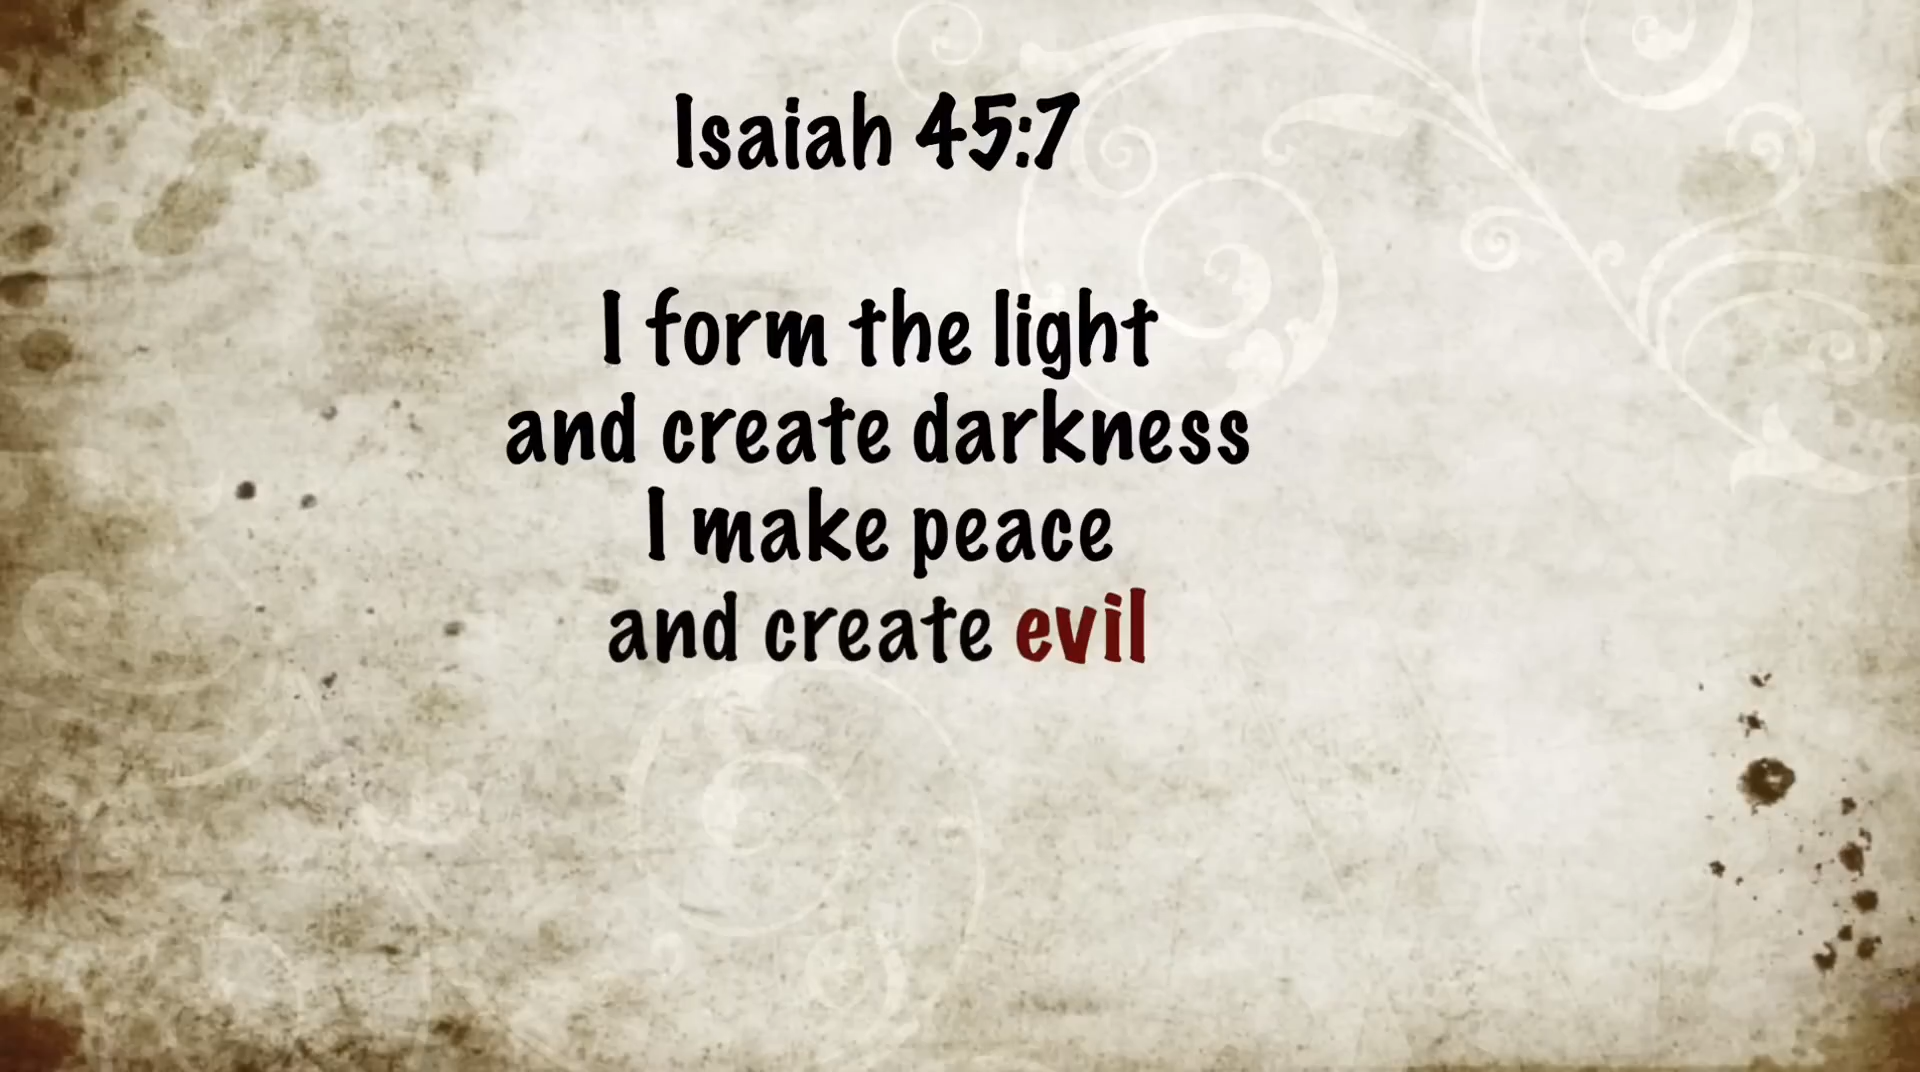 Isaiah 45:7
I form the light
and create darkness
I make peace
and create evil